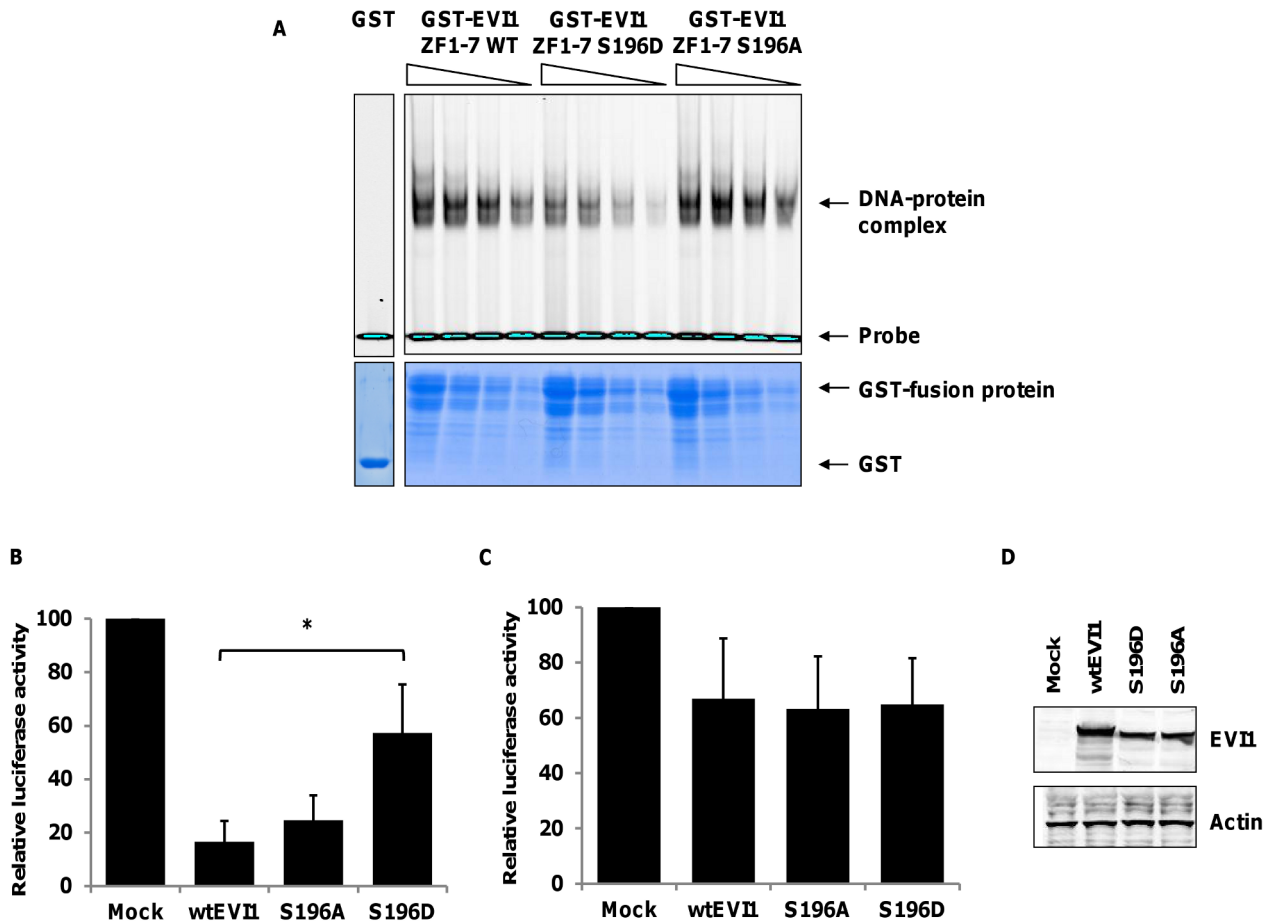 A
GST
GST-EVI1
ZF1-7 WT
GST-EVI1
ZF1-7 S196D
GST-EVI1
ZF1-7 S196A
DNA-protein
complex
Probe
GST-fusion protein
GST
B
Relative luciferase activity
100
80
60
40
20
0
*
Mock
wtEVI1
S196A
S196D
C
Relative luciferase activity
100
80
60
40
20
0
Mock
wtEVI1
S196A
S196D
D
Mock
wtEVI1
S196D
S196A
EVI1
Actin